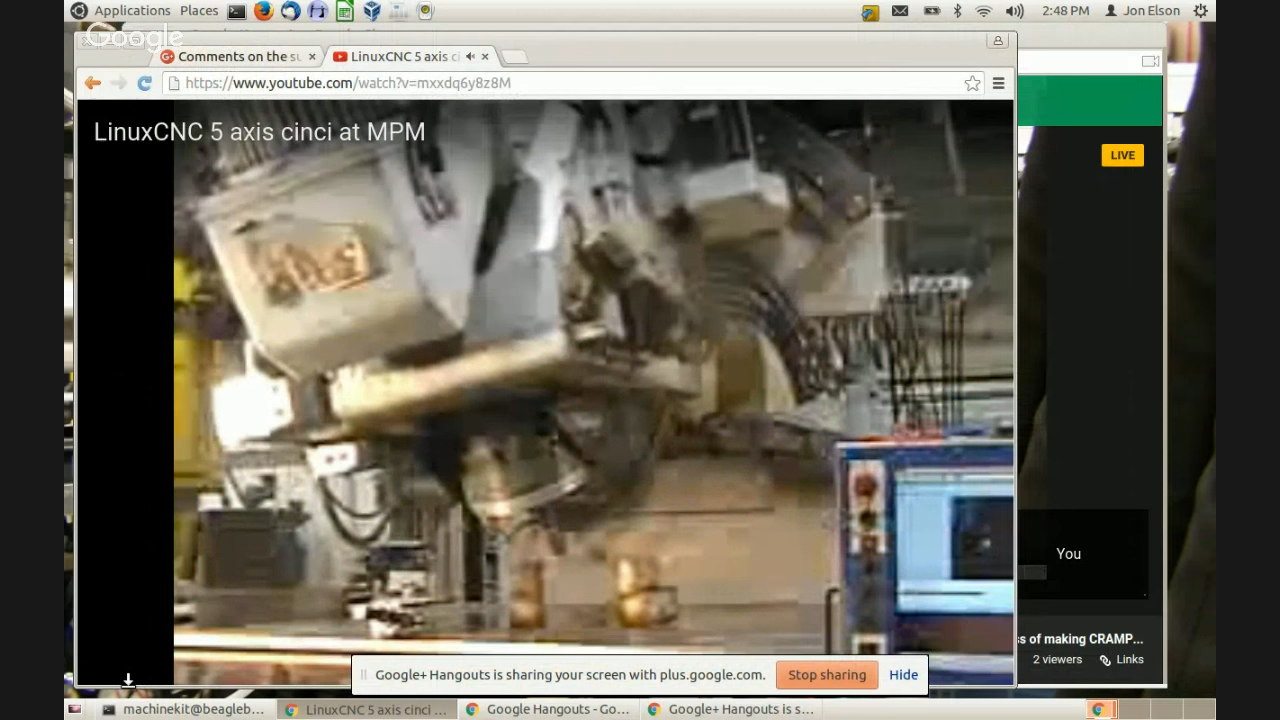 Applications Places
2:48 PM Jon Elson
Google
Comments on the su
LinuxCNC 5 axis ci
https://www.youtube.com/watch?v=mxxdq6y8z8M
LinuxCNC 5 axis cinci at MPM
LIVE
You
ss of making CRAMP...
2 viewers Links
Google+ Hangouts is sharing your screen with plus.google.com. Stop sharing Hide
machinekit@beagleb...
LinuxCNC 5 axis cinci ...
Google Hangouts - Go...
Google+ Hangouts is s...